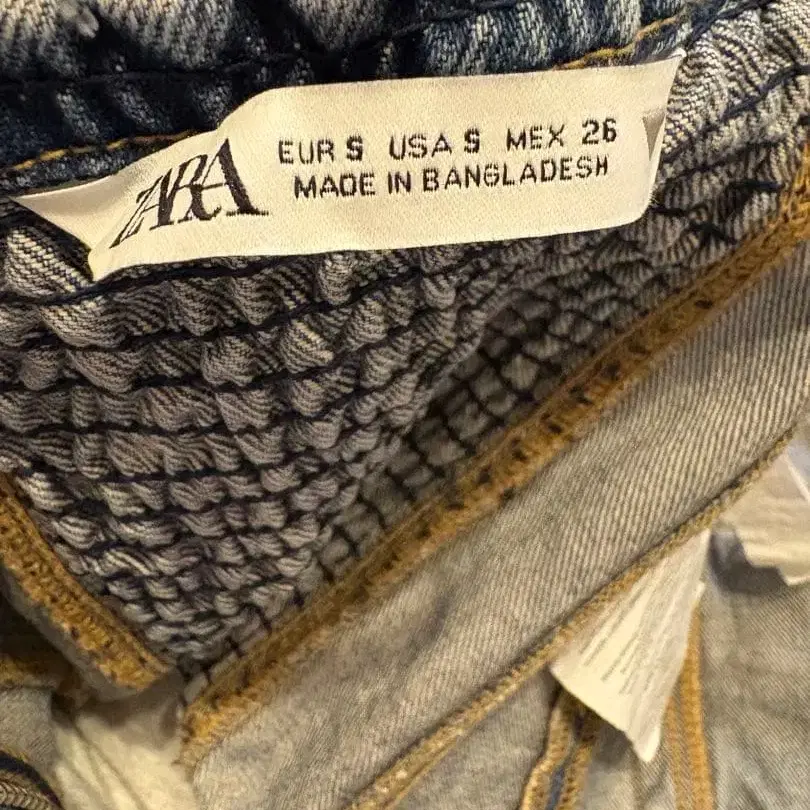 ZARA
EUR S USA S MEX 26
MADE IN BANGLADESH